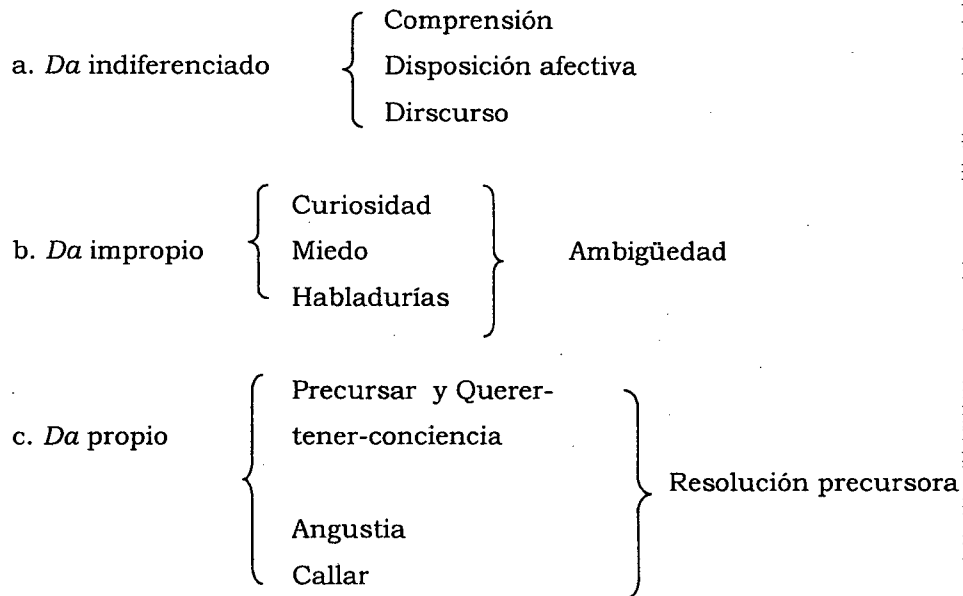 Comprensión
a. Da indiferenciado Disposición afectiva
Dirscurso
Curiosidad
b. Da impropio Miedo Ambigüedad
Habladurías
Precursar y Querer-
c. Da propio tener-conciencia
Resolución precursora
Angustia
Callar